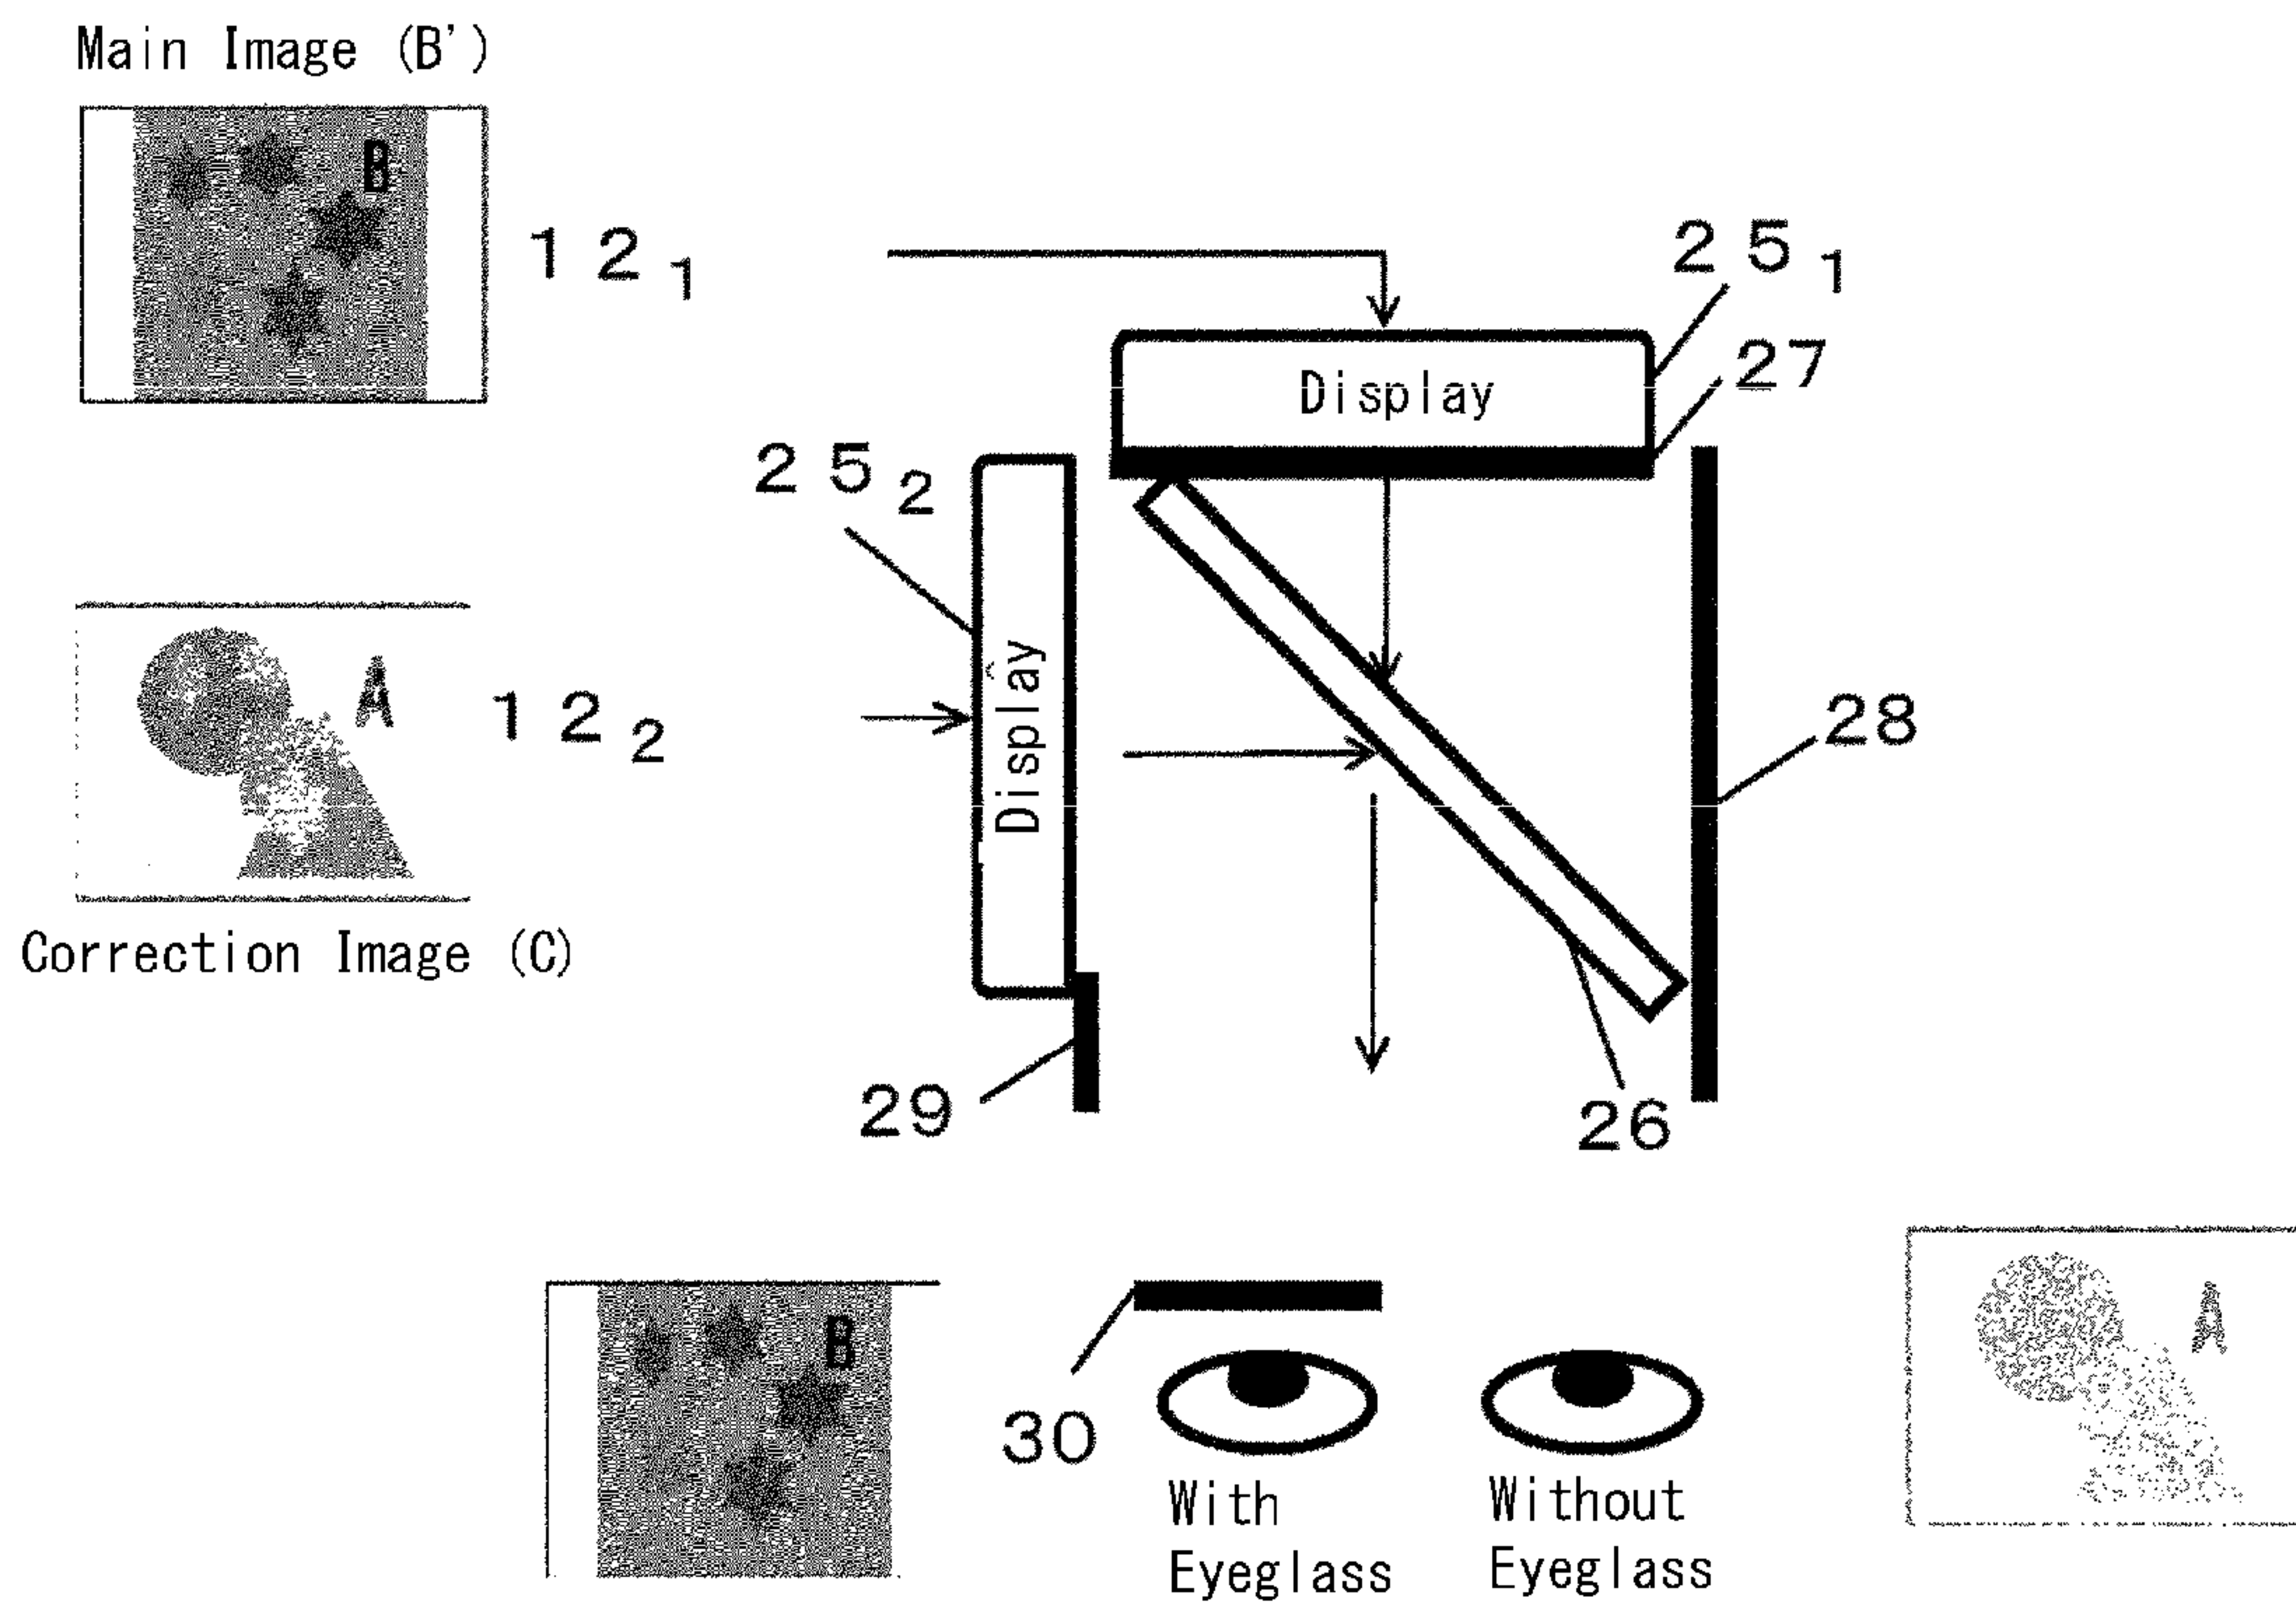 Main Image (B')
B
12₁
25₁
Display
27
25₂
Display
A
12₂
28
Correction Image (C)
29
26
B
A
30
With
Eyeglass
Without
Eyeglass